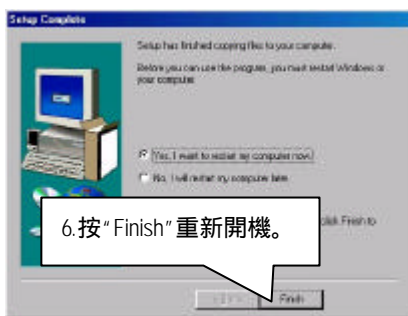 Setup Complete
Setup has finished copying files to your computer.
Before you can use the program, you must restart Windows or
your computer.
Yes, I want to restart my computer now.
No, I will restart my computer later.
click Finish to
6.按“Finish”重新開機。
Finish